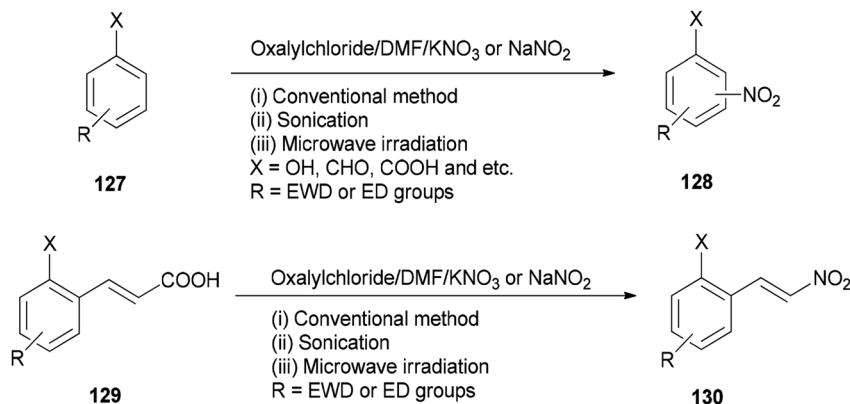 X
R
127
Oxalylchloride/DMF/KNO3 or NaNO2
(i) Conventional method
(ii) Sonication
(iii) Microwave irradiation
X = OH, CHO, COOH and etc.
R = EWD or ED groups
X
NO2
R
128
X
COOH
R
129
Oxalylchloride/DMF/KNO3 or NaNO2
(i) Conventional method
(ii) Sonication
(iii) Microwave irradiation
R = EWD or ED groups
X
NO2
R
130